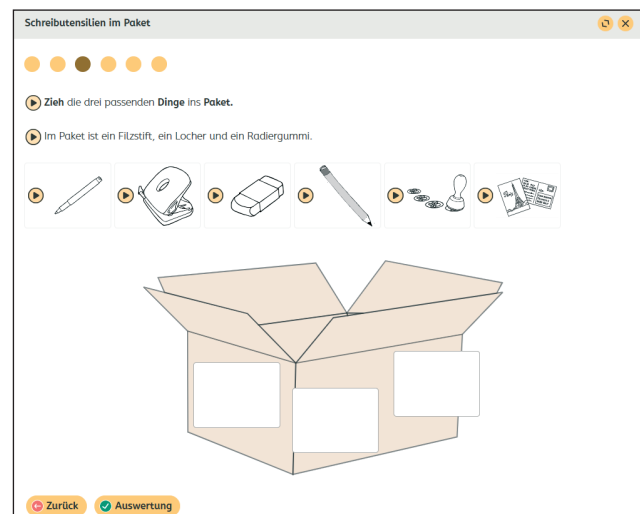 Schreibutensilien im Paket
Zieh die drei passenden Dinge ins Paket.
Im Paket ist ein Filzstift, ein Locher und ein Radiergummi.
Zurück
Auswertung